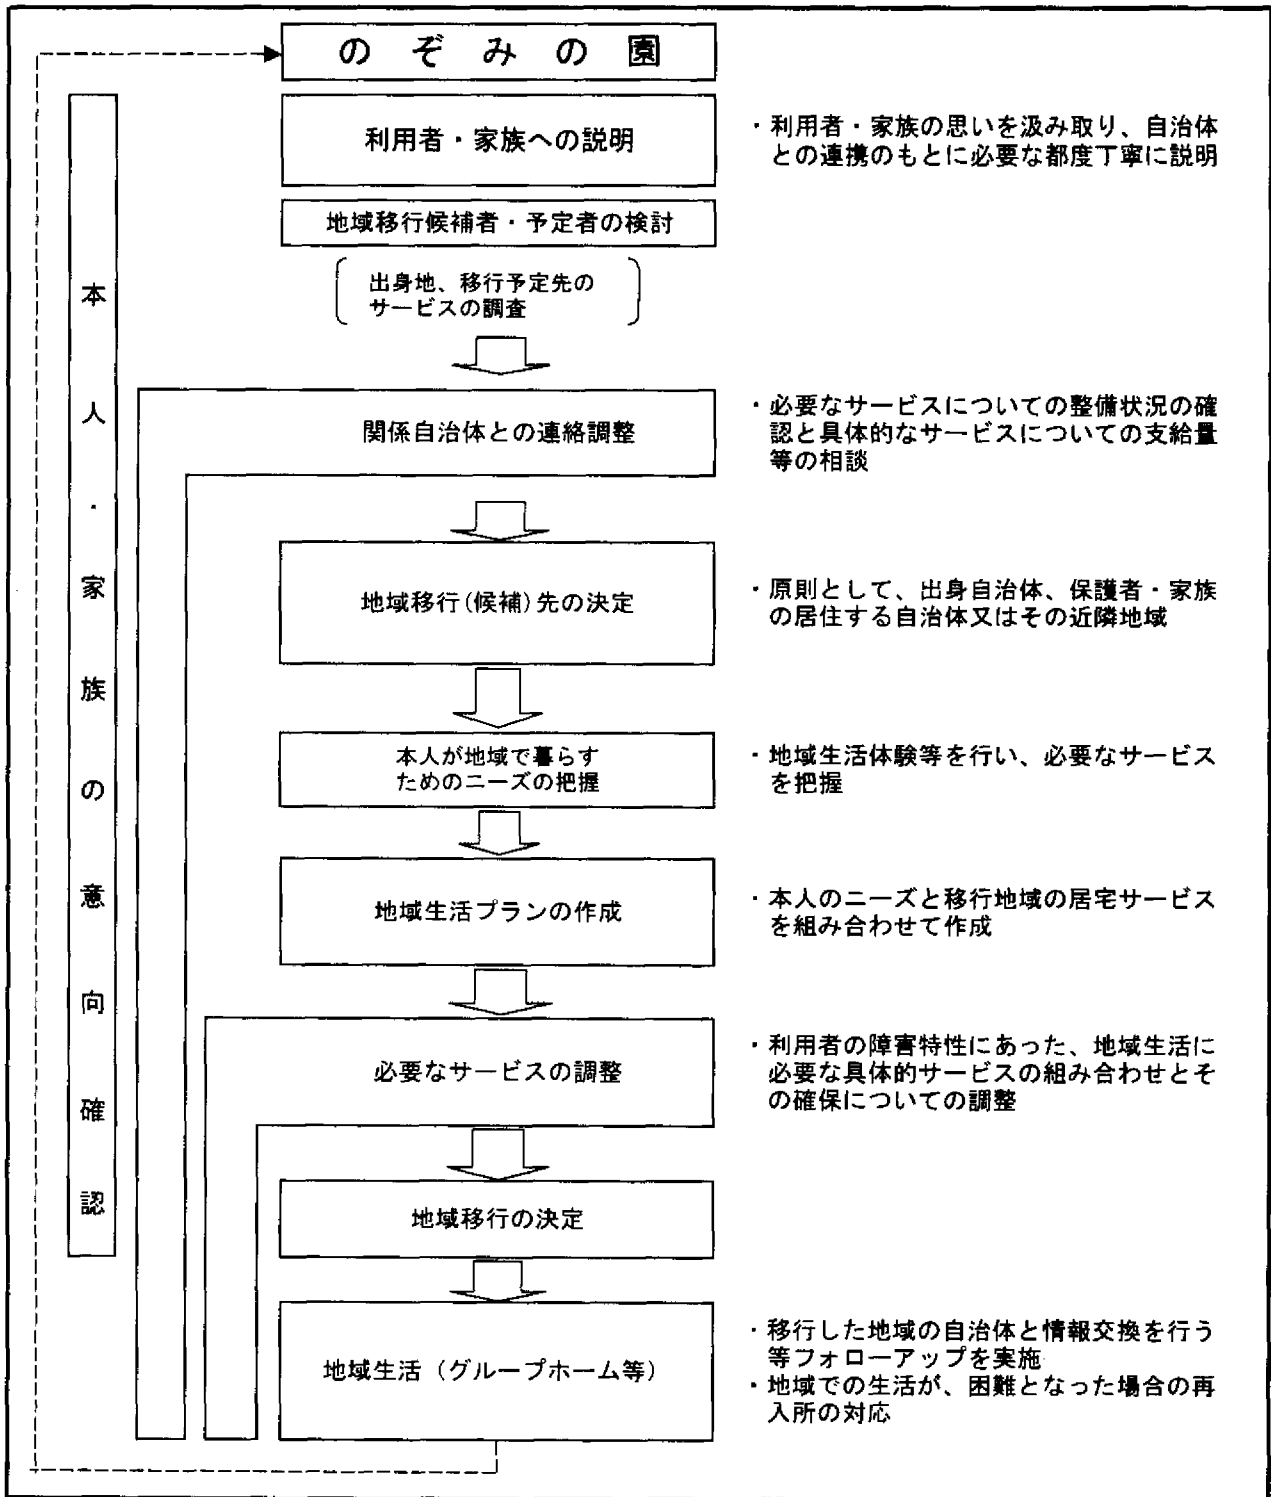 のぞみの園
利用者・家族への説明
・利用者・家族の思いを汲み取り、自治体
との連携のもとに必要な都度丁寧に説明
地域移行候補者・予定者の検討
出身地、移行予定先の
サービスの調査
本人・家族の意向確認
関係自治体との連絡調整
・必要なサービスについての整備状況の確
認と具体的なサービスについての支給量
等の相談
地域移行(候補)先の決定
・原則として、出身自治体、保護者・家族
の居住する自治体又はその近隣地域
本人が地域で暮らす
ためのニーズの把握
・地域生活体験等を行い、必要なサービス
を把握
地域生活プランの作成
・本人のニーズと移行地域の居宅サービス
を組み合わせて作成
必要なサービスの調整
・利用者の障害特性にあった、地域生活に
必要な具体的サービスの組み合わせとそ
の確保についての調整
地域移行の決定
地域生活（グループホーム等）
・移行した地域の自治体と情報交換を行う
等フォローアップを実施
・地域での生活が、困難となった場合の再
入所の対応